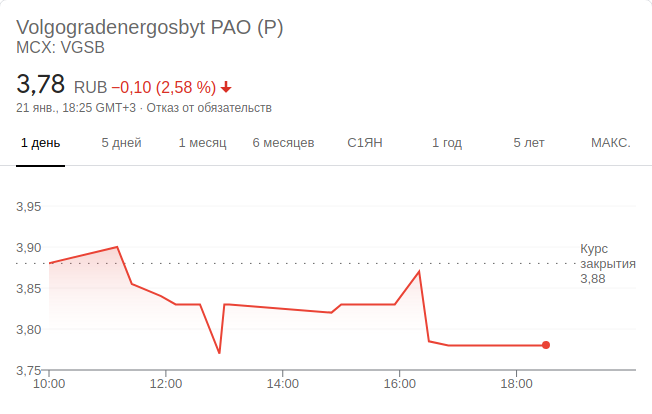 Volgogradenergosbyt PAO (P)
MCX: VGSB
3,78 RUB −0,10 (2,58 %)
21 янв., 18:25 GMT+3 · Отказ от обязательств
1 день 5 дней 1 месяц 6 месяцев С1ЯН 1 год 5 лет МАКС.
3,95
3,90
3,85
3,80
3,75
Курс
закрытия
3,88
10:00 12:00 14:00 16:00 18:00